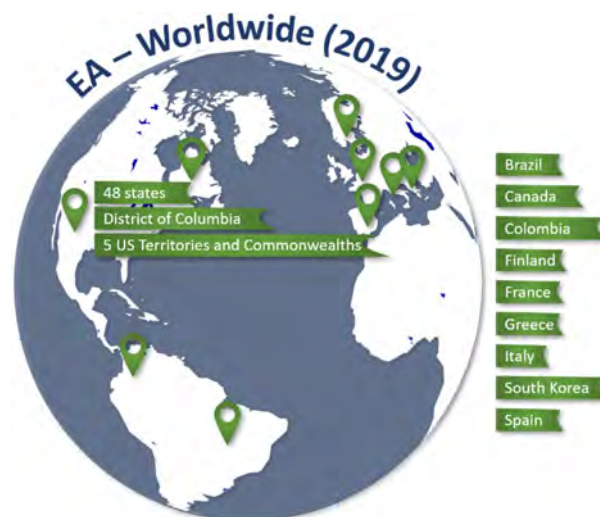 EA – Worldwide (2019)
48 states
District of Columbia
5 US Territories and Commonwealths
Brazil
Canada
Colombia
Finland
France
Greece
Italy
South Korea
Spain